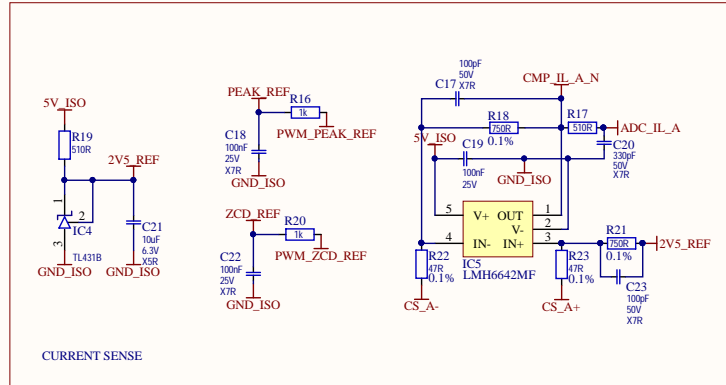 5V_ISO
R19
510R
2V5_REF
1
2
IC4
3
TL431B
GND_ISO
GND_ISO
C21
10uF
6.3V
X5R
PEAK_REF
R16
1k
PWM_PEAK_REF
C18
100nF
25V
X7R
GND_ISO
ZCD_REF
R20
1k
PWM_ZCD_REF
C22
100nF
25V
X7R
GND_ISO
100pF
50V
X7R
C17
CMP_IL_A_N
R18
750R
0.1%
R17
510R
ADC_IL_A
5V_ISO
C19
100nF
25V
GND_ISO
C20
330pF
50V
X7R
5 V+ OUT 1
V- 2
4 IN- IN+ 3
IC5
LMH6642MF
R21
750R
0.1%
2V5_REF
R22
47R
0.1%
CS_A-
R23
47R
0.1%
CS_A+
C23
100pF
50V
X7R
CURRENT SENSE